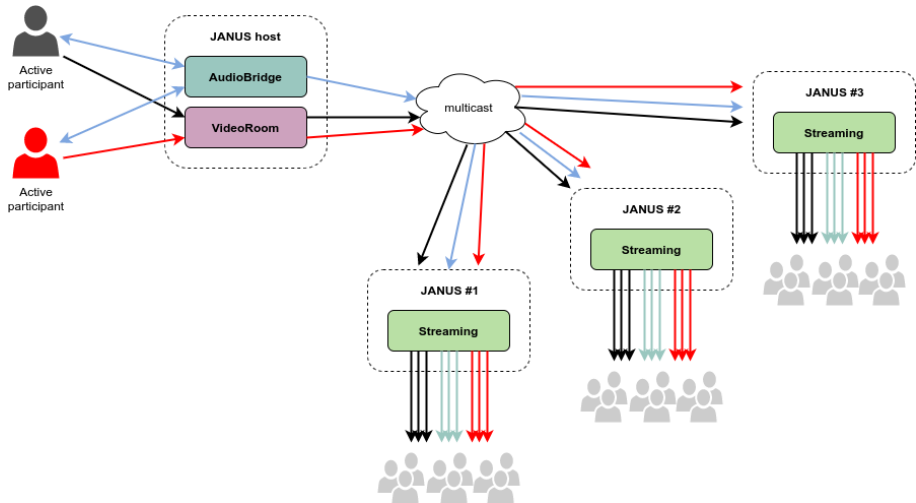 JANUS host
Active
participant
AudioBridge
VideoRoom
multicast
JANUS #3
Streaming
Active
participant
JANUS #2
Streaming
JANUS #1
Streaming